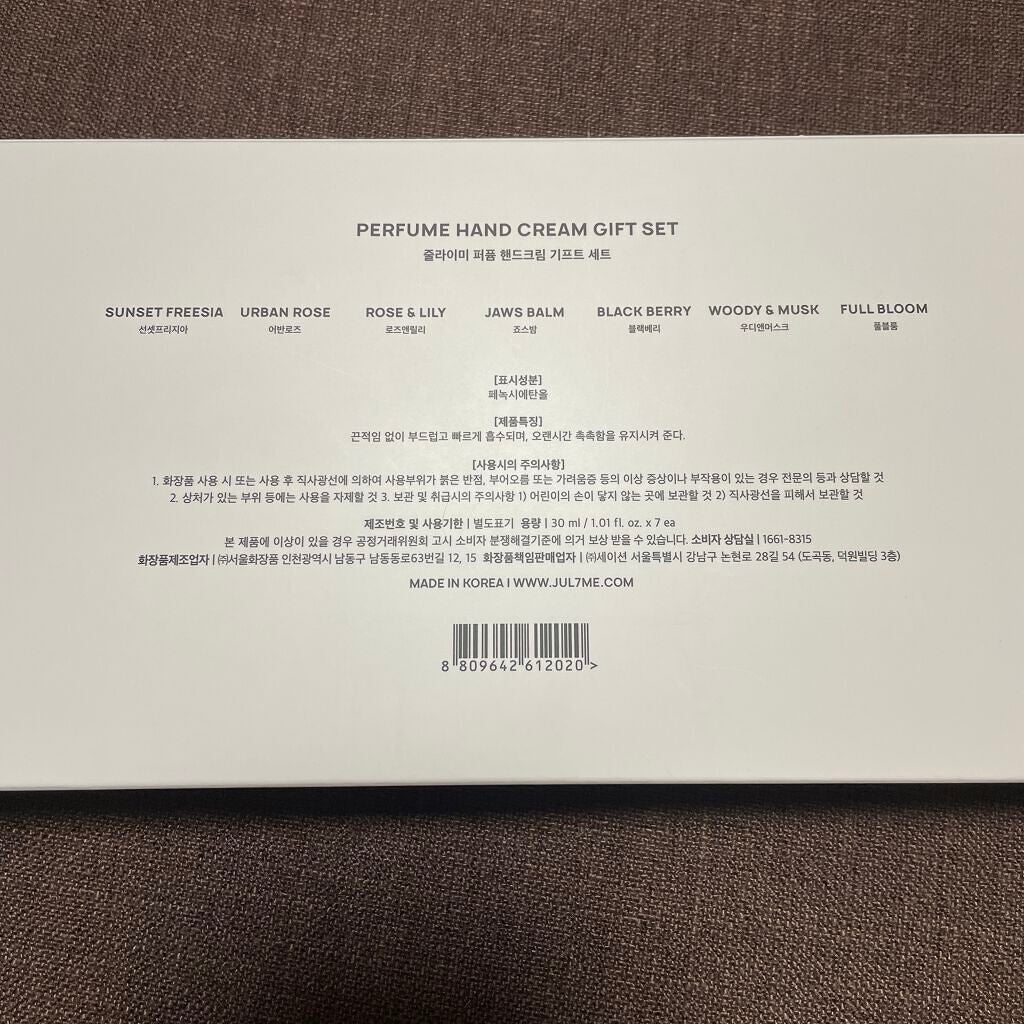 PERFUME HAND CREAM GIFT SET
줄라이미 퍼퓸 핸드크림 기프트 세트
SUNSET FREESIA URBAN ROSE ROSE & LILY JAWS BALM BLACK BERRY WOODY & MUSK FULL BLOOM
선셋프리지아 어반로즈 로즈앤릴리 죠스밤 블랙베리 우디앤머스크 풀블룸
[표시성분]
페녹시에탄올
[제품특징]
끈적임 없이 부드럽고 빠르게 흡수되며, 오랜시간 촉촉함을 유지시켜 준다.
[사용시의 주의사항]
1. 화장품 사용 시 또는 사용 후 직사광선에 의하여 사용부위가 붉은 반점, 부어오름 또는 가려움증 등의 이상 증상이나 부작용이 있는 경우 전문의 등과 상담할 것
2. 상처가 있는 부위 등에는 사용을 자제할 것 3. 보관 및 취급시의 주의사항 1) 어린이의 손이 닿지 않는 곳에 보관할 것 2) 직사광선을 피해서 보관할 것
제조번호 및 사용기한 | 별도표기 용량 | 30 ml / 1.01 fl. oz. x 7 ea
본 제품에 이상이 있을 경우 공정거래위원회 고시 소비자 분쟁해결기준에 의거 보상 받을 수 있습니다. 소비자 상담실 | 1661-8315
화장품제조업자 | ㈜서울화장품 인천광역시 남동구 남동동로63번길 12, 15 화장품책임판매업자 | ㈜세이션 서울특별시 강남구 논현로 28길 54 (도곡동, 덕원빌딩 3층)
MADE IN KOREA I WWW.JUL7ME.COM
8 809642 612020 >